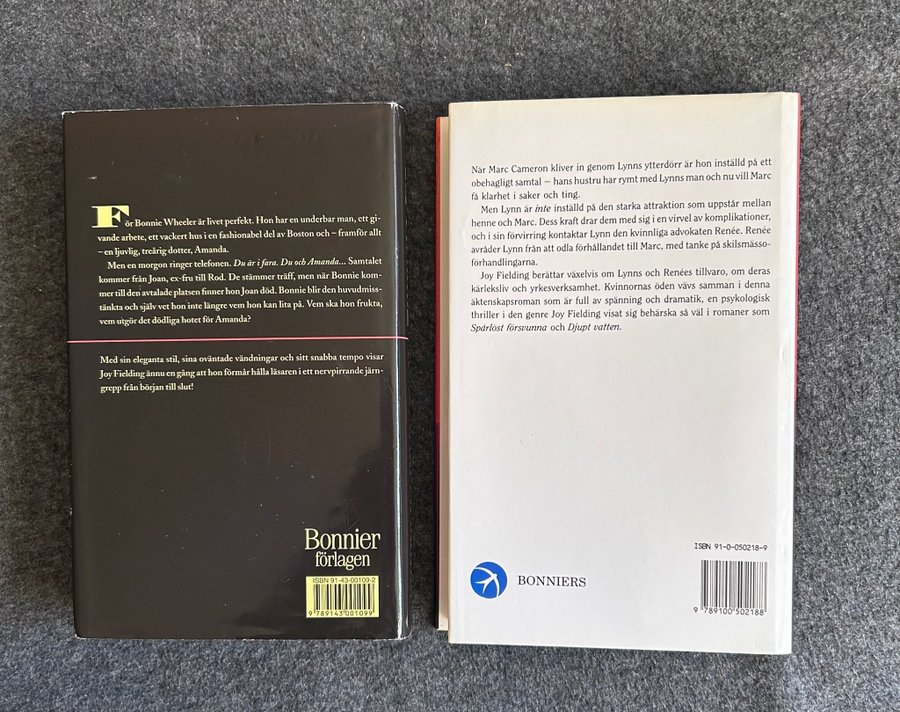 För Bonnie Wheeler är livet perfekt. Hon har en underbar man, ett gi-
vande arbete, ett vackert hus i en fashionabel del av Boston och – framför allt
– en ljuvlig, treårig dotter, Amanda.
Men en morgon ringer telefonen. Du är i fara. Du och Amanda... Samtalet
kommer från Joan, ex-fru till Rod. De stämmer träff, men när Bonnie kom-
mer till den avtalade platsen finner hon Joan död. Bonnie blir den huvudmiss-
tänkta och själv vet hon inte längre vem hon kan lita på. Vem ska hon frukta,
vem utgör det dödliga hotet för Amanda?
Med sin eleganta stil, sina oväntade vändningar och sitt snabba tempo visar
Joy Fielding ännu en gång att hon förmår hålla läsaren i ett nervpirrande järn-
grepp från början till slut!
Bonnier
förlagen
ISBN 91-43-00109-2
9 789143 001099
När Marc Cameron kliver in genom Lynns ytterdörr är hon inställd på ett
obehagligt samtal – hans hustru har rymt med Lynns man och nu vill Marc
få klarhet i saker och ting.
Men Lynn är inte inställd på den starka attraktion som uppstår mellan
henne och Marc. Dess kraft drar dem med sig i en virvel av komplikationer,
och i sin förvirring kontaktar Lynn den kvinnliga advokaten Renée. Renée
avråder Lynn från att odla förhållandet till Marc, med tanke på skilsmässo-
förhandlingarna.
Joy Fielding berättar växelvis om Lynns och Renées tillvaro, om deras
kärleksliv och yrkesverksamhet. Kvinnornas öden vävs samman i denna
äktenskapsroman som är full av spänning och dramatik, en psykologisk
thriller i den genre Joy Fielding visat sig behärska så väl i romaner som
Spårlöst försvunna och Djupt vatten.
ISBN 91-0-050218-9
BONNIERS
9 789100 502188